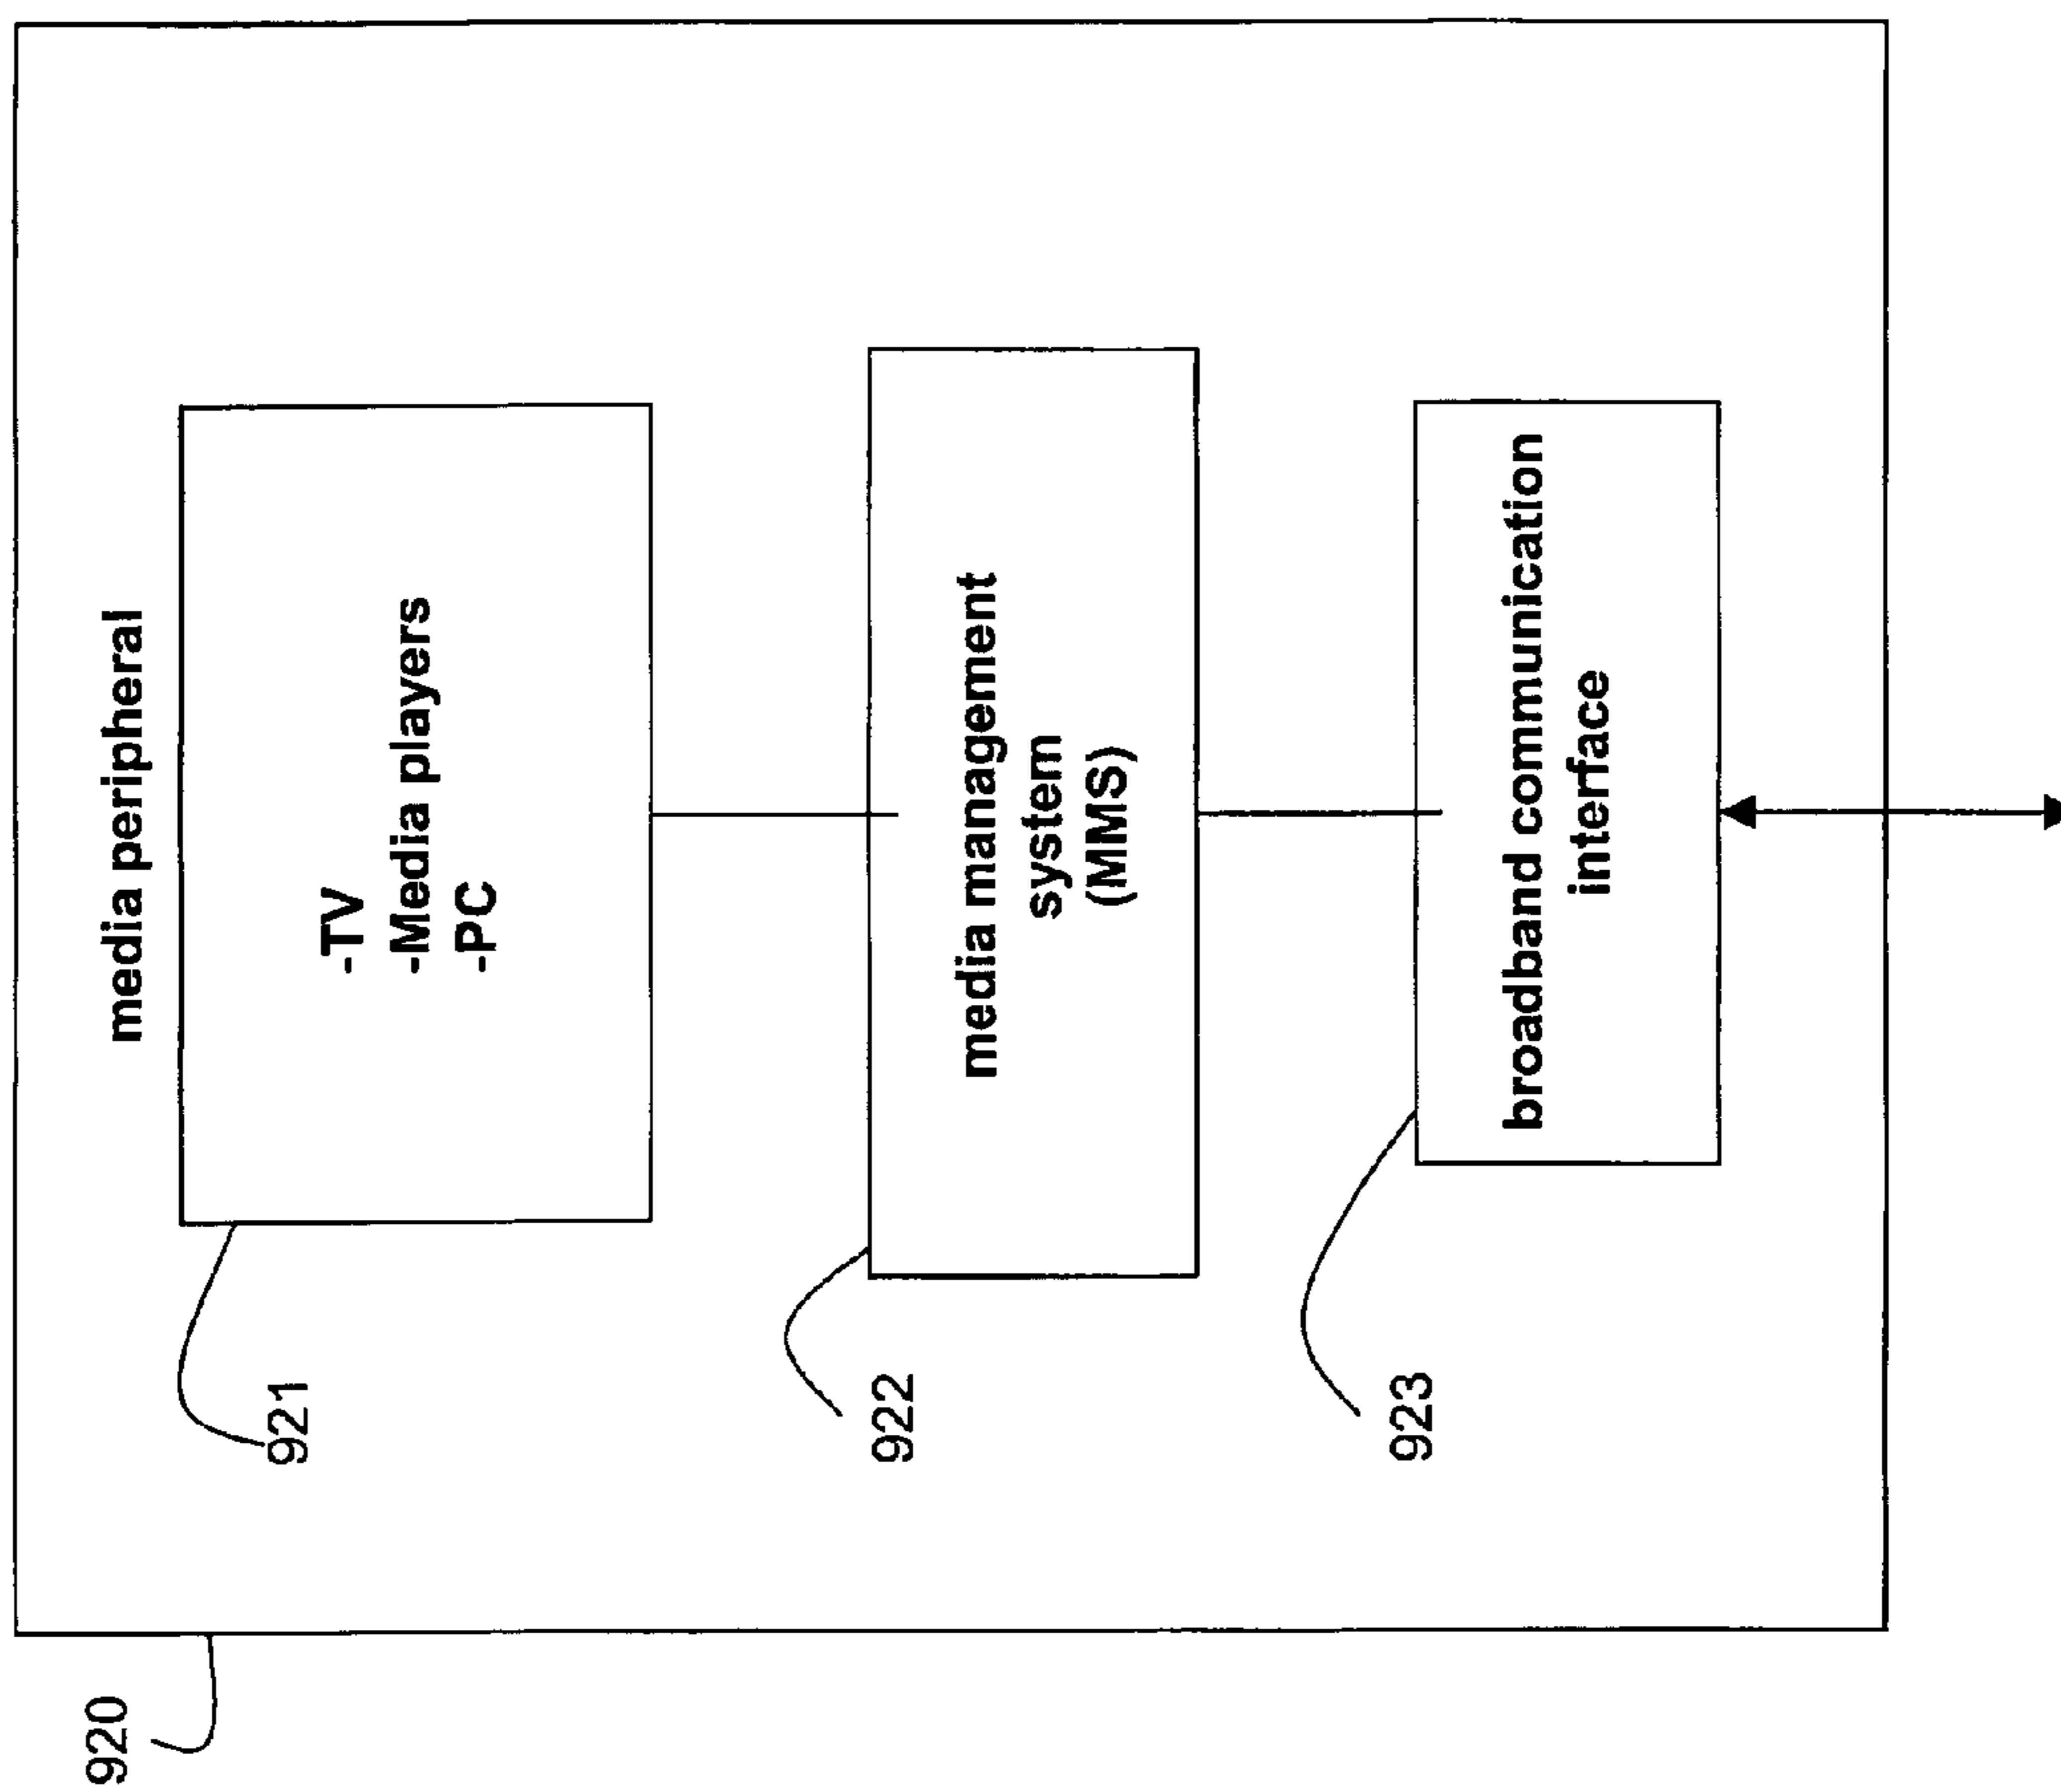 media peripheral
-TV
-Media players
-PC
media management
system
(MMS)
broadband communication
interface
920
921
922
923